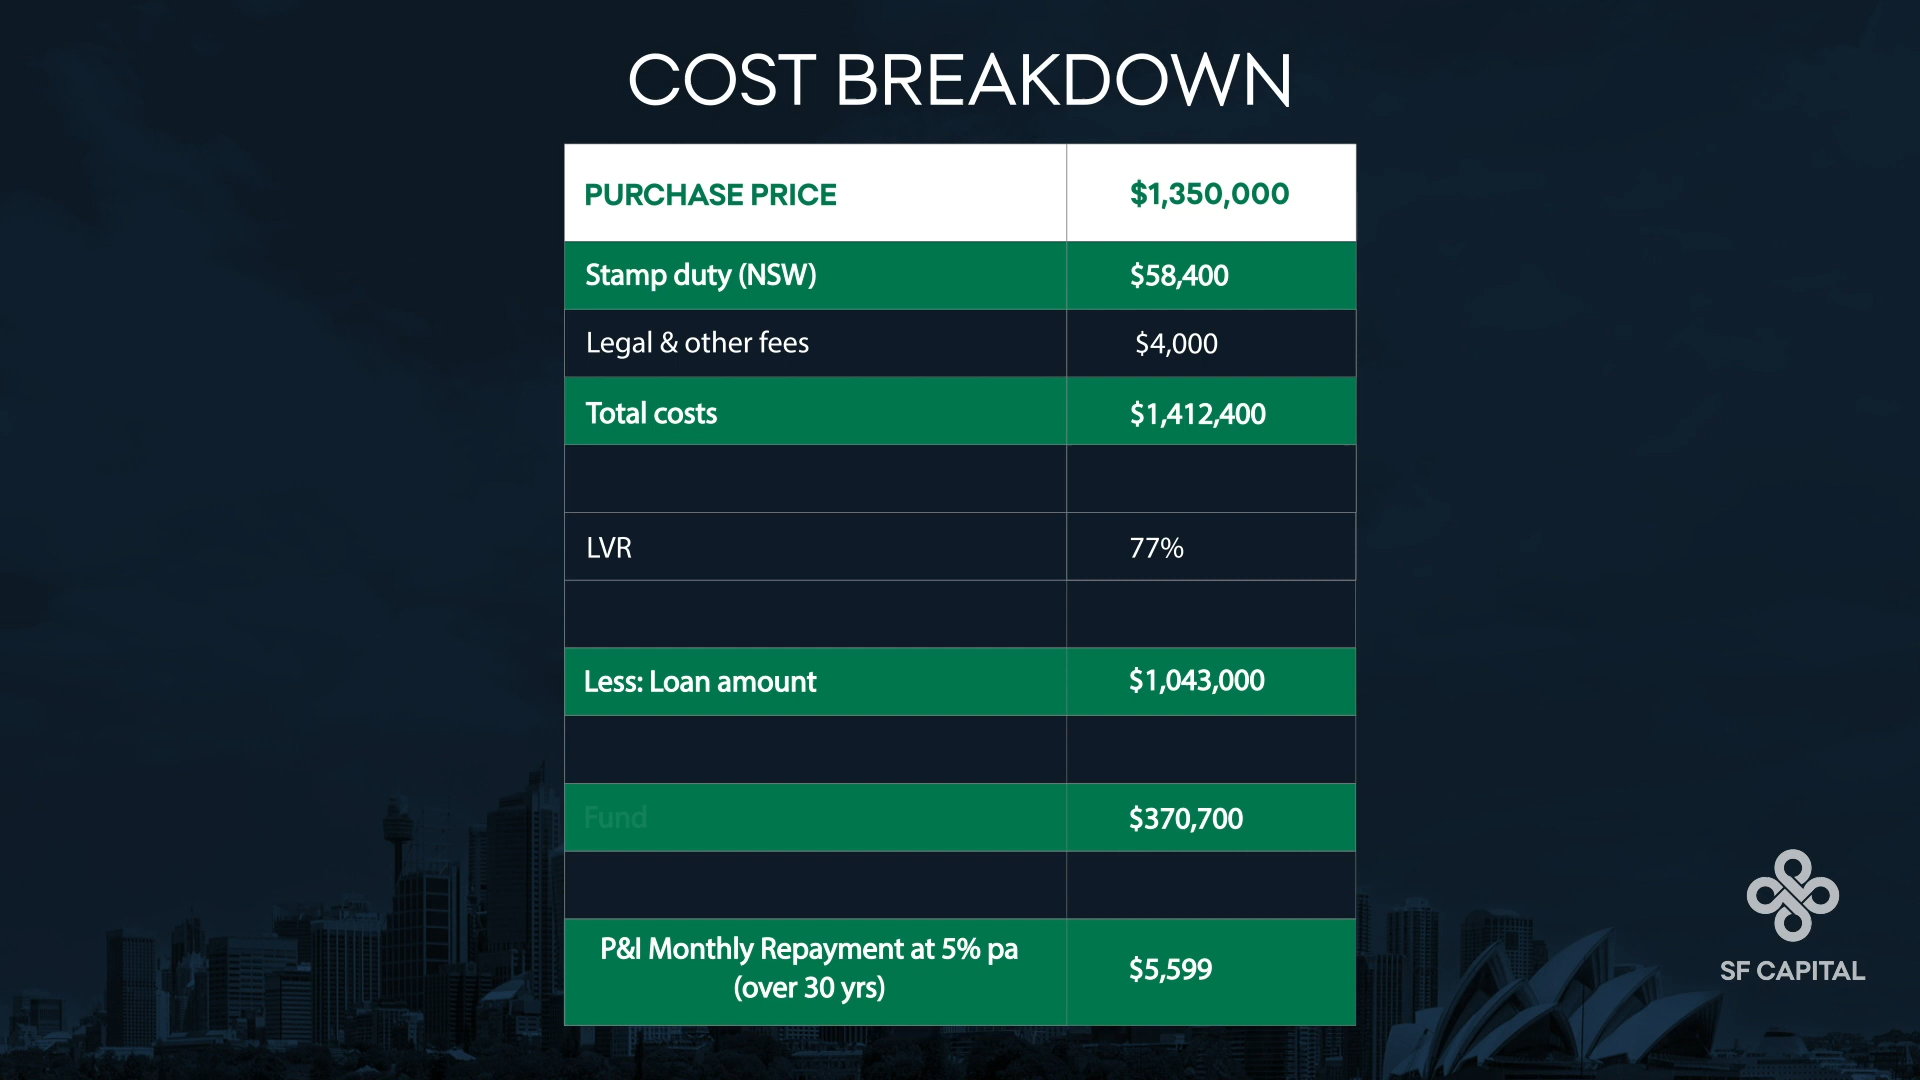 COST BREAKDOWN
PURCHASE PRICE $1,350,000
Stamp duty (NSW) $58,400
Legal & other fees $4,000
Total costs $1,412,400
LVR 77%
Less: Loan amount $1,043,000
Fund $370,700
P&I Monthly Repayment at 5% pa
(over 30 yrs) $5,599
SF CAPITAL